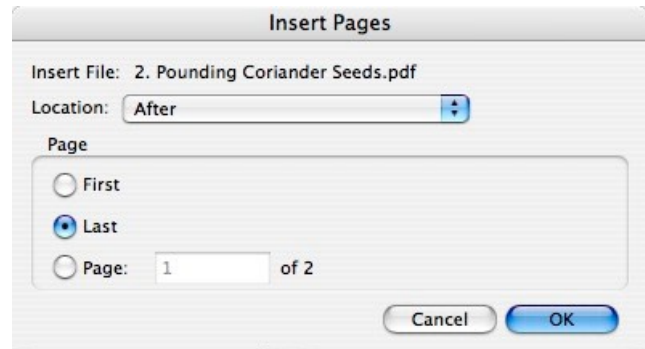 Insert Pages
Insert File: 2. Pounding Coriander Seeds.pdf
Location: After
Page
First
Last
Page: 1 of 2
Cancel OK